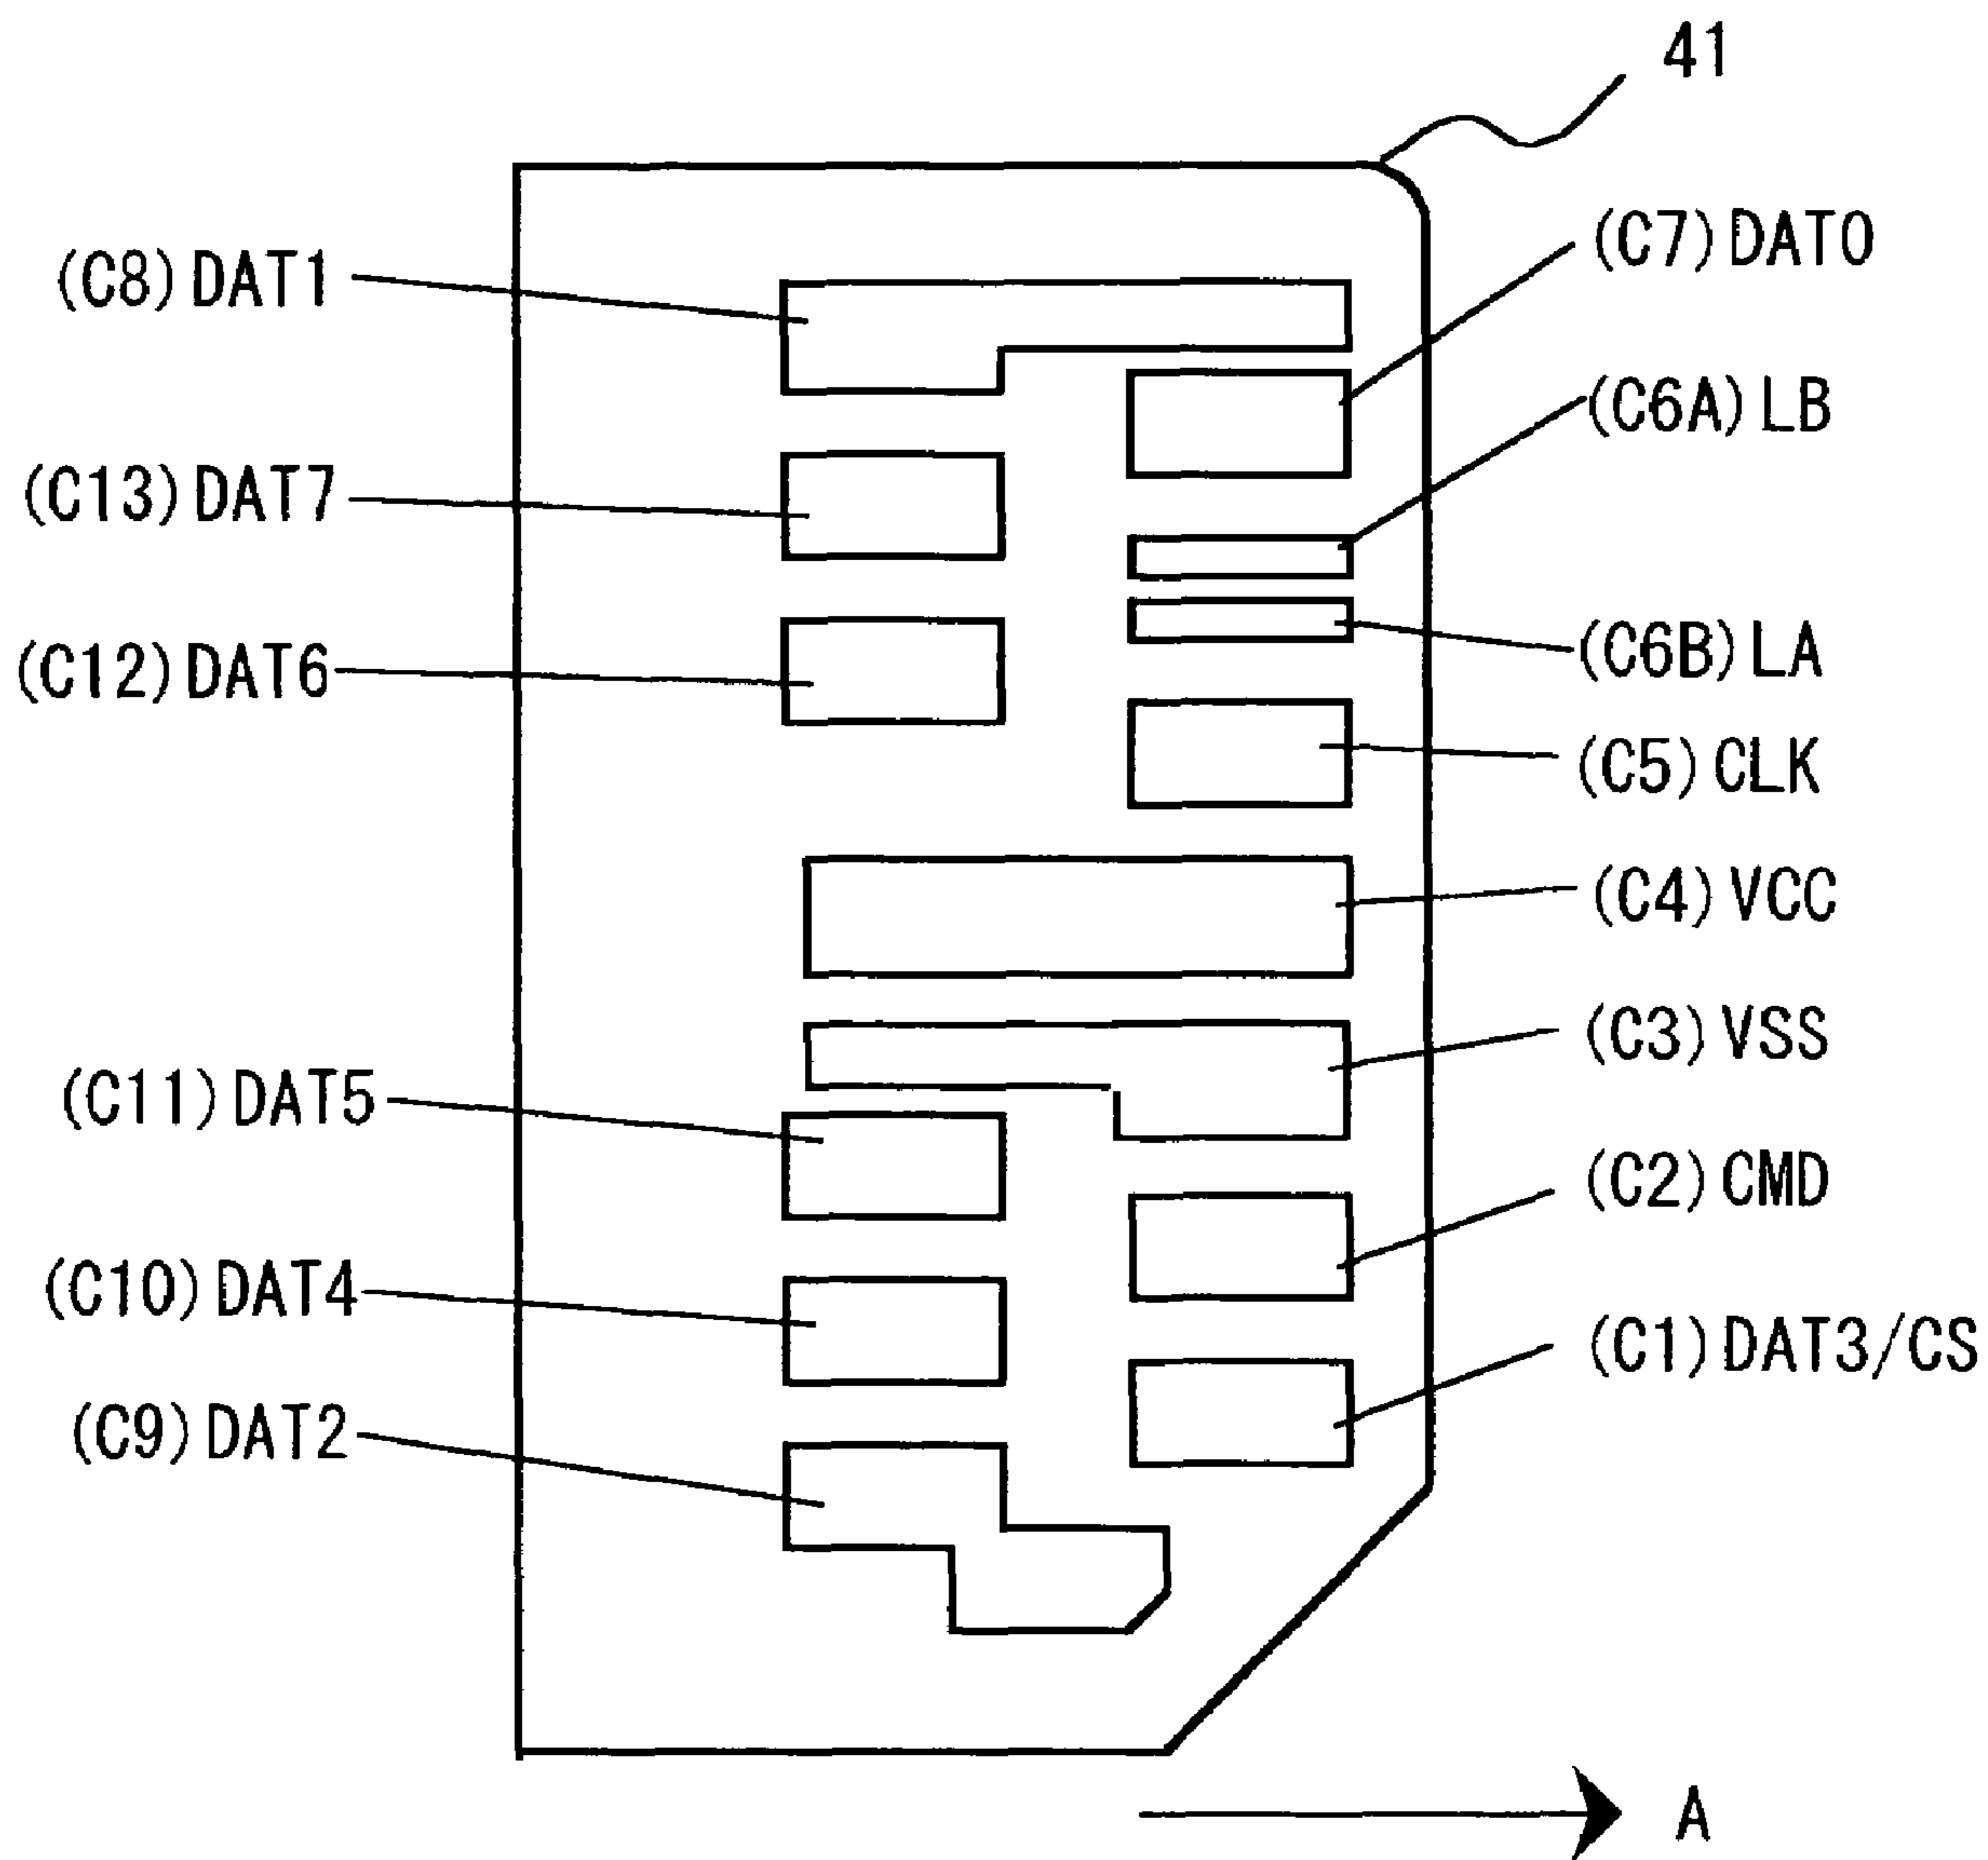 41
(C8)DAT1
(C7)DAT0
(C6A)LB
(C13)DAT7
(C12)DAT6
(C6B)LA
(C5)CLK
(C4)VCC
(C3)VSS
(C11)DAT5
(C2)CMD
(C10)DAT4
(C1)DAT3/CS
(C9)DAT2
A